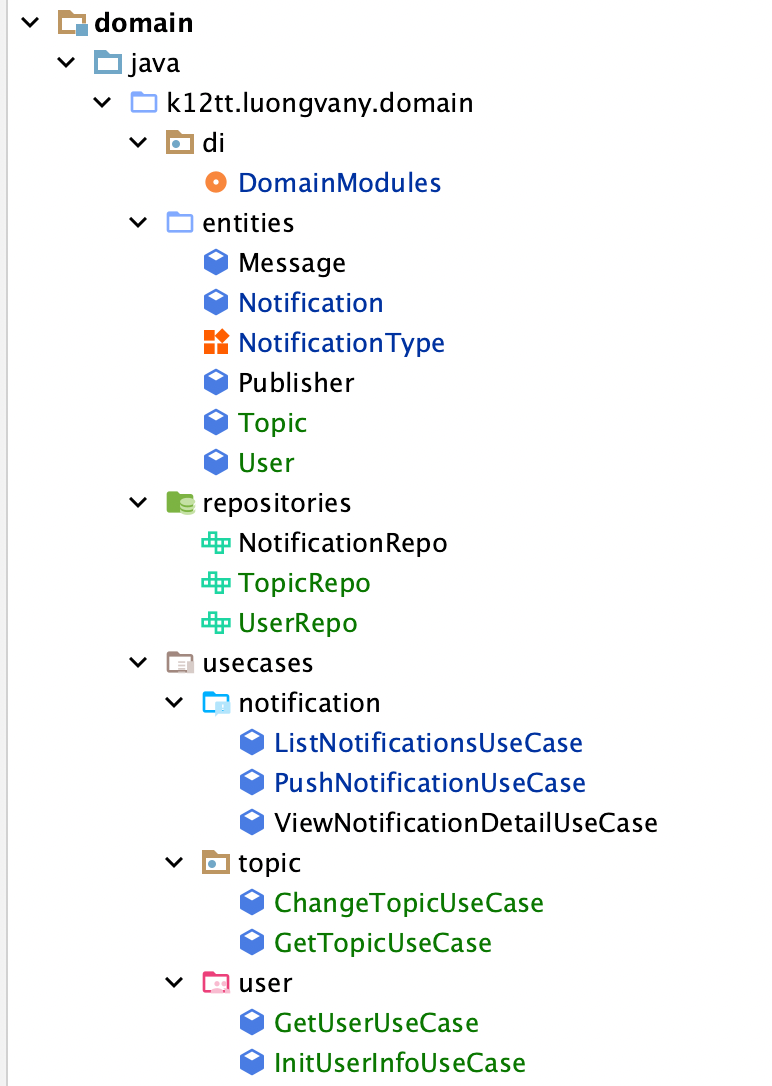 domain
java
k12tt.luongvany.domain
di
DomainModules
entities
Message
Notification
NotificationType
Publisher
Topic
User
repositories
NotificationRepo
TopicRepo
UserRepo
usecases
notification
ListNotificationsUseCase
PushNotificationUseCase
ViewNotificationDetailUseCase
topic
ChangeTopicUseCase
GetTopicUseCase
user
GetUserUseCase
InitUserInfoUseCase